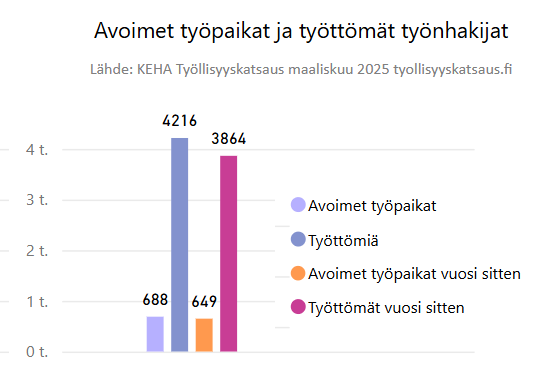 Avoimet työpaikat ja työttömät työnhakijat
Lähde: KEHA Työllisyyskatsaus maaliskuu 2025 tyollisyyskatsaus.fi
4216
3864
4 t.
3 t.
2 t.
1 t.
0 t.
688
649
Avoimet työpaikat
Työttömiä
Avoimet työpaikat vuosi sitten
Työttömät vuosi sitten